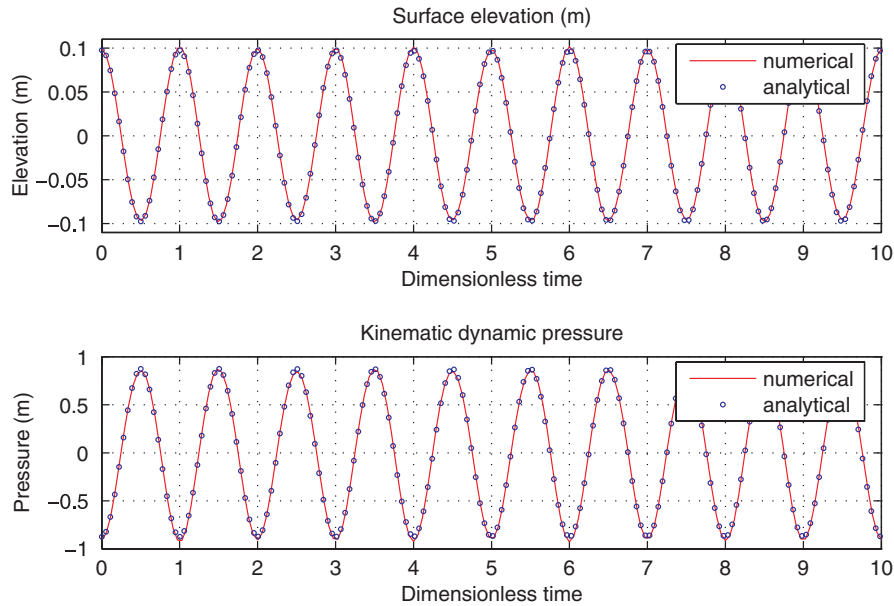 Surface elevation (m)
0.1
0.05
0
−0.05
−0.1
Elevation (m)
numerical
analytical
0 1 2 3 4 5 6 7 8 9 10
Dimensionless time
Kinematic dynamic pressure
1
0.5
0
−0.5
−1
Pressure (m)
numerical
analytical
0 1 2 3 4 5 6 7 8 9 10
Dimensionless time